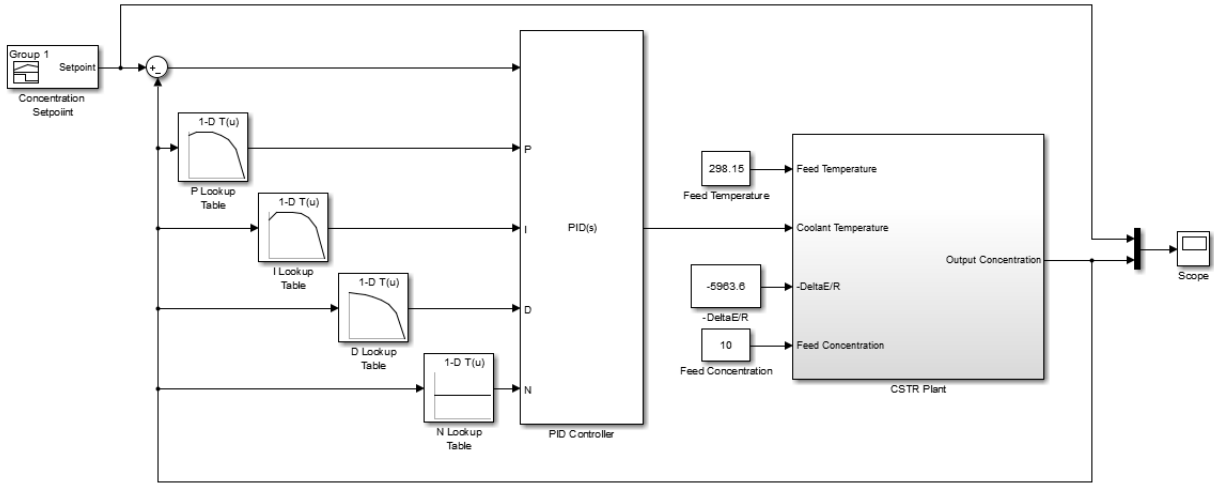 Group 1
Setpoint
Concentration
Setpoiint
+
−
1-D T(u)
P Lookup
Table
1-D T(u)
I Lookup
Table
1-D T(u)
D Lookup
Table
1-D T(u)
N Lookup
Table
P
I
D
N
PID(s)
PID Controller
298.15
Feed Temperature
-5963.6
-DeltaE/R
10
Feed Concentration
Feed Temperature
Coolant Temperature
-DeltaE/R
Feed Concentration
Output Concentration
CSTR Plant
Scope